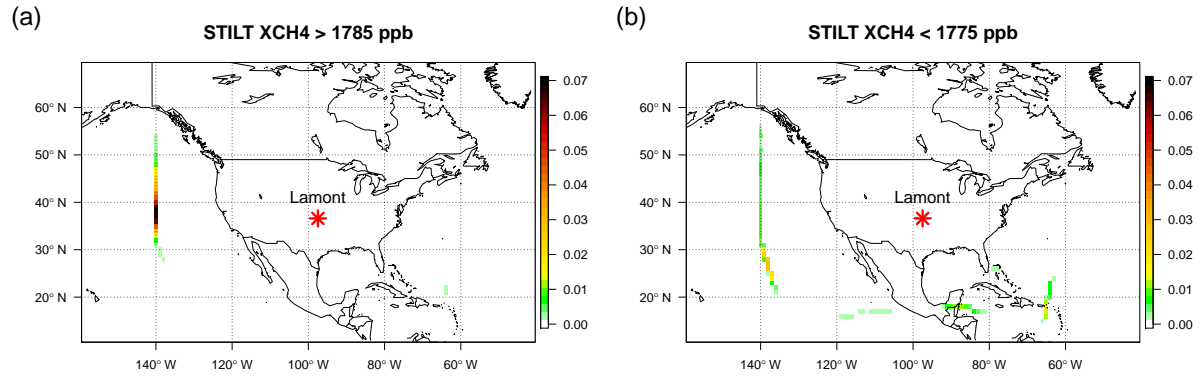 (a)
STILT XCH4 > 1785 ppb
60° N
50° N
40° N
30° N
20° N
Lamont
0.07
0.06
0.05
0.04
0.03
0.02
0.01
0.00
140° W 120° W 100° W 80° W 60° W
(b)
STILT XCH4 < 1775 ppb
60° N
50° N
40° N
30° N
20° N
Lamont
0.07
0.06
0.05
0.04
0.03
0.02
0.01
0.00
140° W 120° W 100° W 80° W 60° W